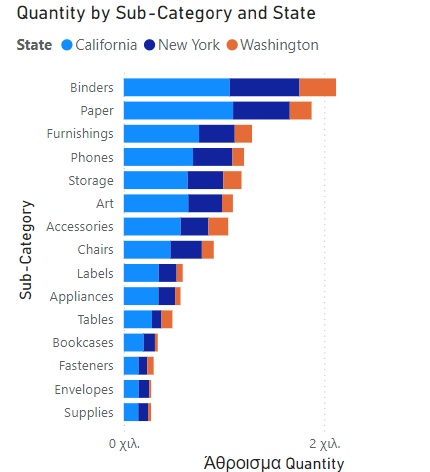 Quantity by Sub-Category and State
State California New York Washington
Binders
Paper
Furnishings
Phones
Storage
Art
Accessories
Chairs
Labels
Appliances
Tables
Bookcases
Fasteners
Envelopes
Supplies
Sub-Category
0 χιλ. 2 χιλ.
Άθροισμα Quantity